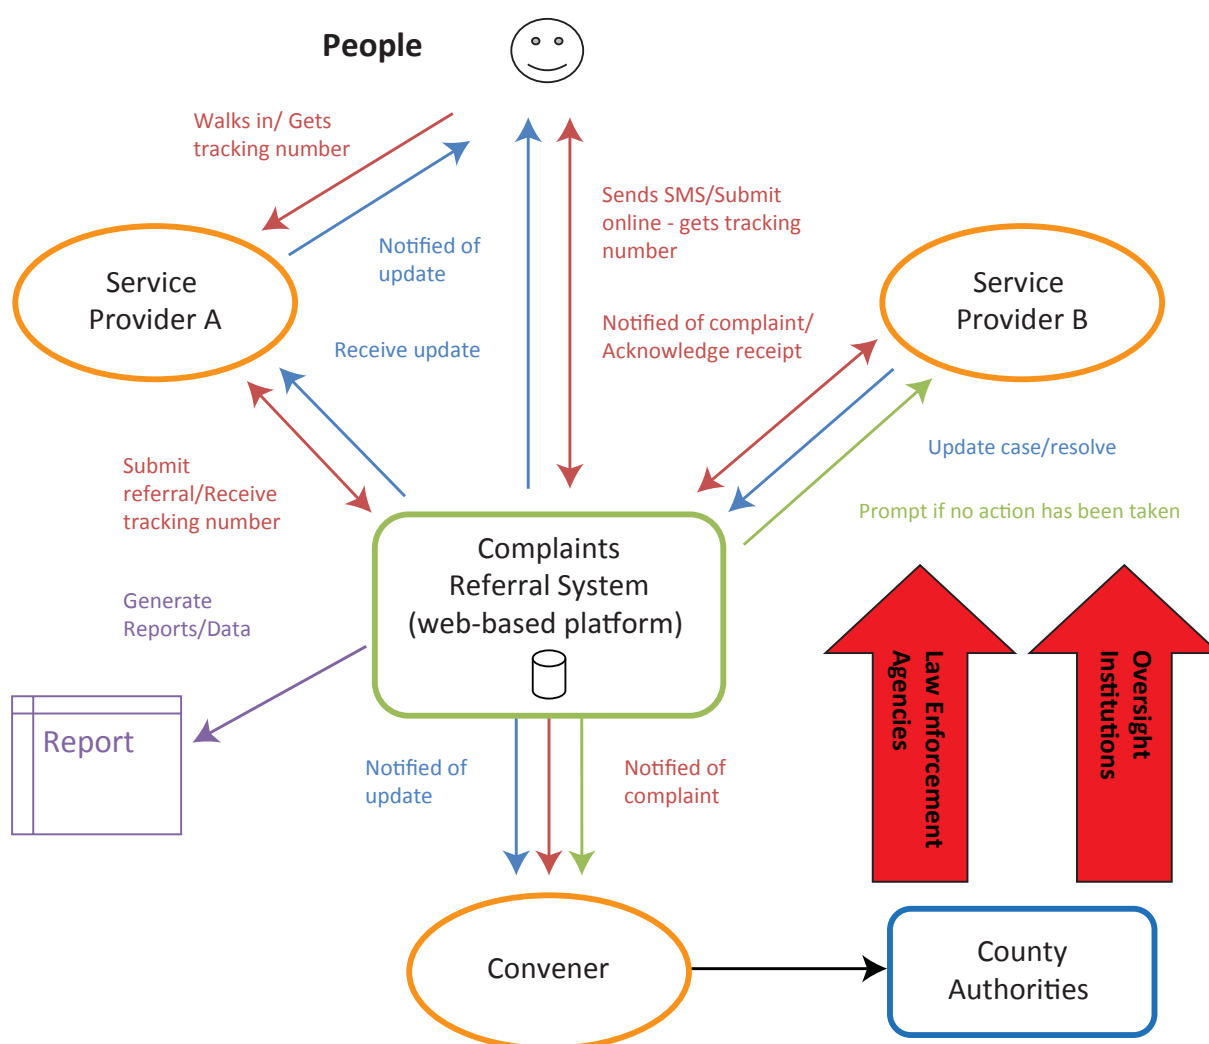 People
Walks in/ Gets
tracking number
Sends SMS/Submit
online - gets tracking
number
Notified of
update
Service
Provider A
Service
Provider B
Receive update
Notified of complaint/
Acknowledge receipt
Update case/resolve
Submit
referral/Receive
tracking number
Prompt if no action has been taken
Complaints
Referral System
(web-based platform)
Generate
Reports/Data
Report
Law Enforcement
Agencies
Oversight
Institutions
Notified of
update
Notified of
complaint
Convener
County
Authorities